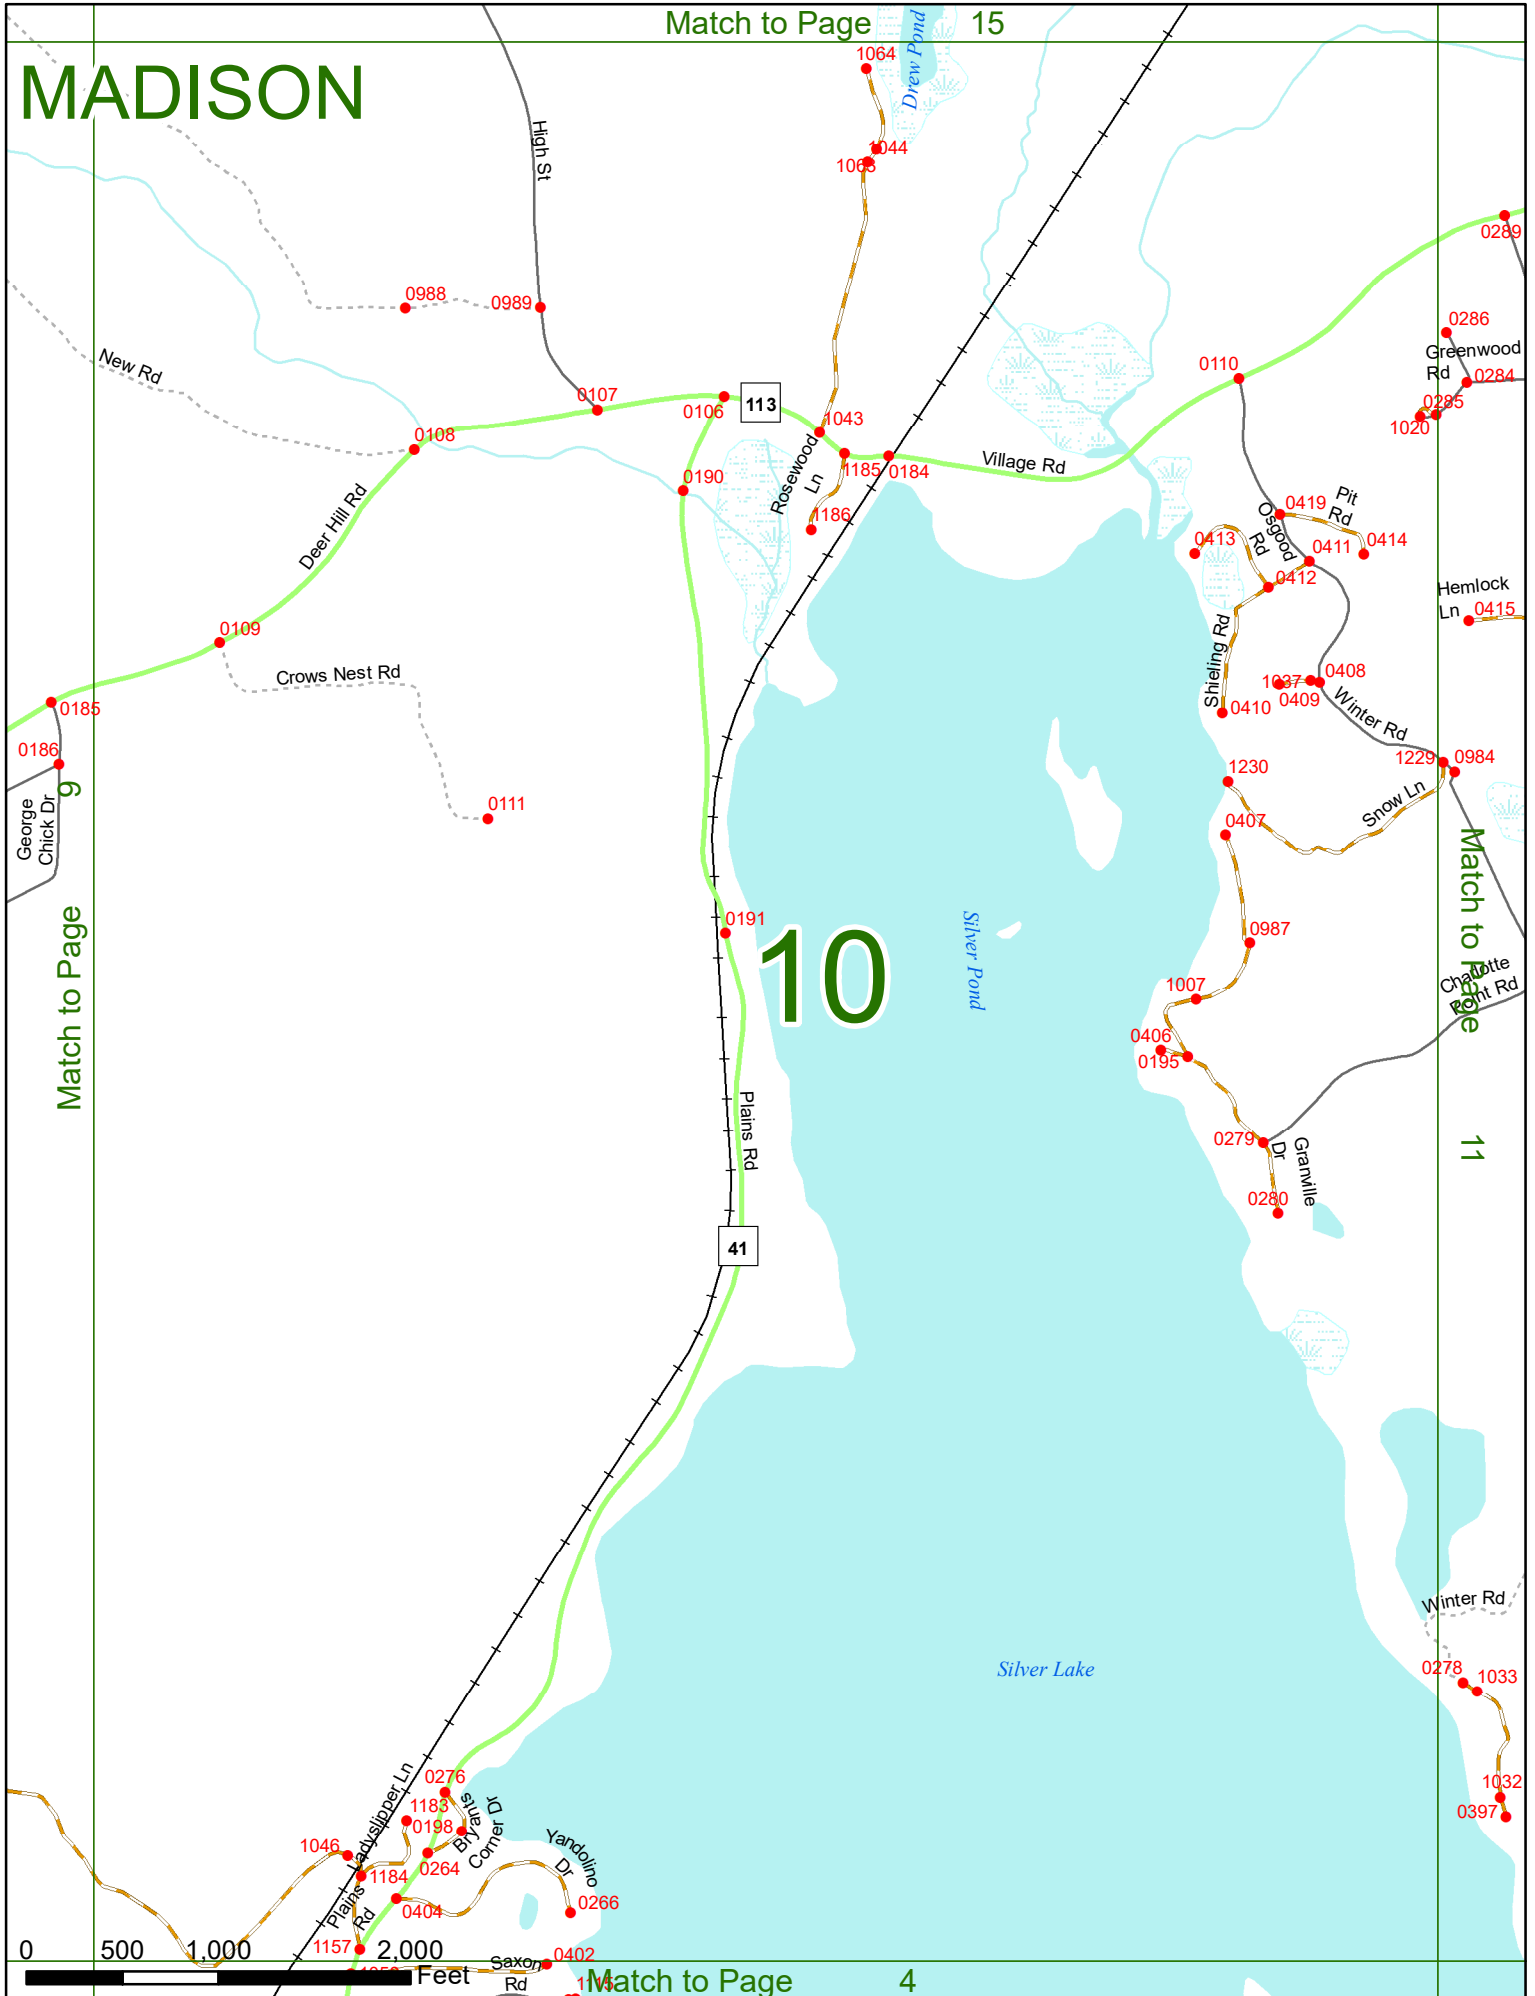 Match to Page 15
MADISON
Drew Pond
1064
1044
1063
High St
0289
0988
0989
0286
Greenwood
Rd
0284
New Rd
0110
0107
0106
113
1043
0285
1020
0108
Rosewood
Ln
1185
0184
Village Rd
0190
Deer Hill Rd
1186
0419
Pit
Rd
Osgood
Rd
0413
0411
0414
0412
Hemlock
Ln
0415
0109
Crows Nest Rd
Shieling Rd
0408
1037
0409
0410
Winter Rd
0185
0186
1229
0984
9
George
Chick Dr
1230
Snow Ln
0111
0407
Match to Page
Match to Page
0191
10
Silver Pond
0987
Charlotte
Point Rd
1007
0406
0195
Plains Rd
0279
Granville
Dr
11
0280
41
Winter Rd
Silver Lake
0278
1033
1032
0397
Ladyslipper Ln
0276
1183
0198
Bryants
Corner Dr
1046
0264
Yandolino
Dr
1184
Plains
Rd
0404
0266
1157
0 500 1,000 2,000
Feet
Saxon
Rd
0402
1115
Match to Page 4